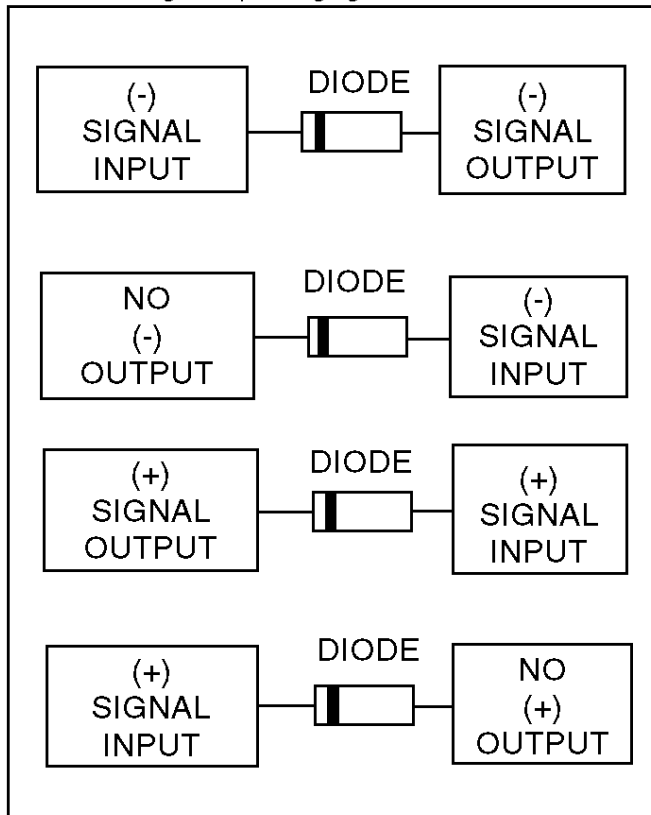 DIODE
(-)
SIGNAL
INPUT
(-)
SIGNAL
OUTPUT
DIODE
NO
(-)
OUTPUT
(-)
SIGNAL
INPUT
DIODE
(+)
SIGNAL
OUTPUT
(+)
SIGNAL
INPUT
DIODE
(+)
SIGNAL
INPUT
NO
(+)
OUTPUT